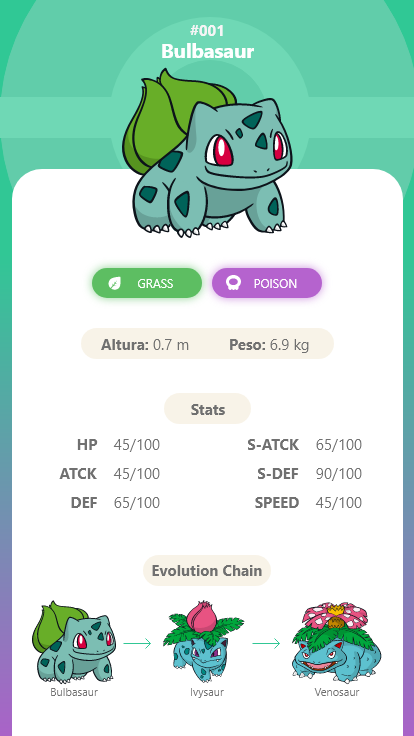 #001
Bulbasaur
GRASS POISON
Altura: 0.7 m Peso: 6.9 kg
Stats
HP 45/100 S-ATCK 65/100
ATCK 45/100 S-DEF 90/100
DEF 65/100 SPEED 45/100
Evolution Chain
Bulbasaur Ivysaur Venosaur